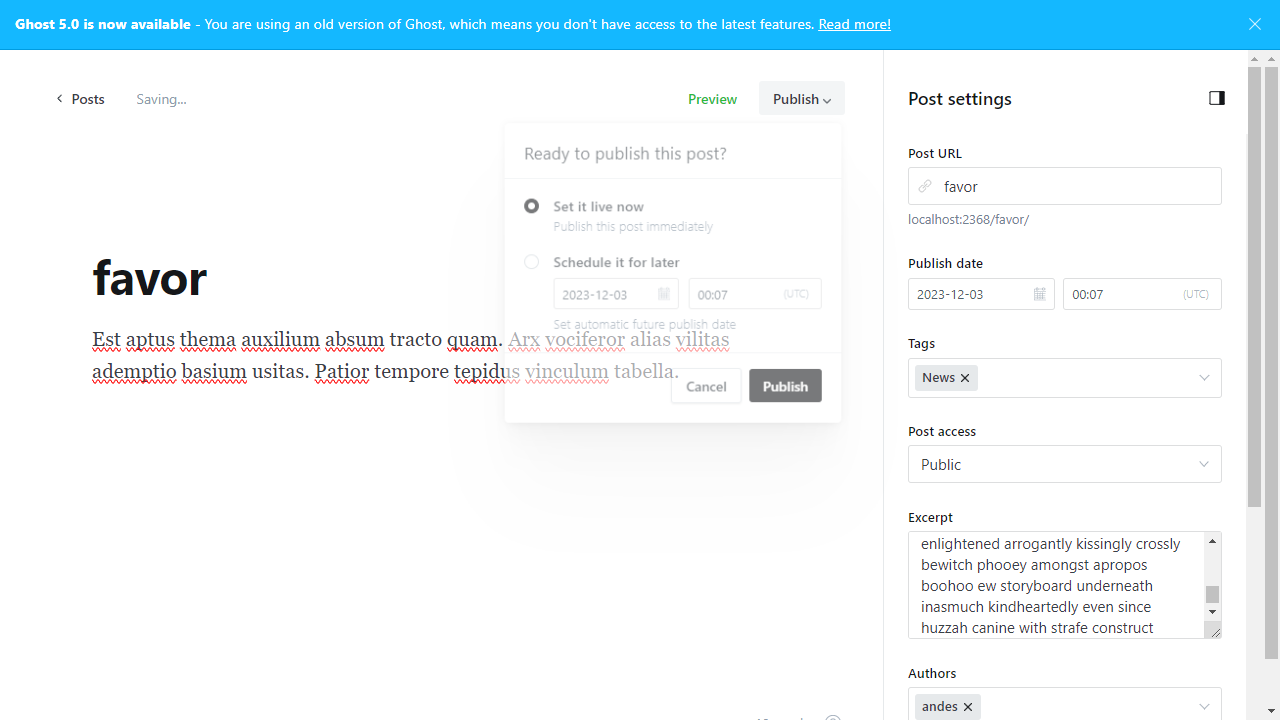 Ghost 5.0 is now available - You are using an old version of Ghost, which means you don't have access to the latest features. Read more!
Posts
Saving...
Preview
Publish
Ready to publish this post?
Set it live now
Publish this post immediately
Schedule it for later
2023-12-03
00:07
(UTC)
Set automatic future publish date
Cancel
Publish
favor
Est aptus thema auxilium absum tracto quam. Arx vociferor alias vilitas
ademptio basium usitas. Patior tempore tepidus vinculum tabella.
Post settings
Post URL
favor
localhost:2368/favor/
Publish date
2023-12-03
00:07
(UTC)
Tags
News
Post access
Public
Excerpt
enlightened arrogantly kissingly crossly
bewitch phooey amongst apropos
boohoo ew storyboard underneath
inasmuch kindheartedly even since
huzzah canine with strafe construct
Authors
andes